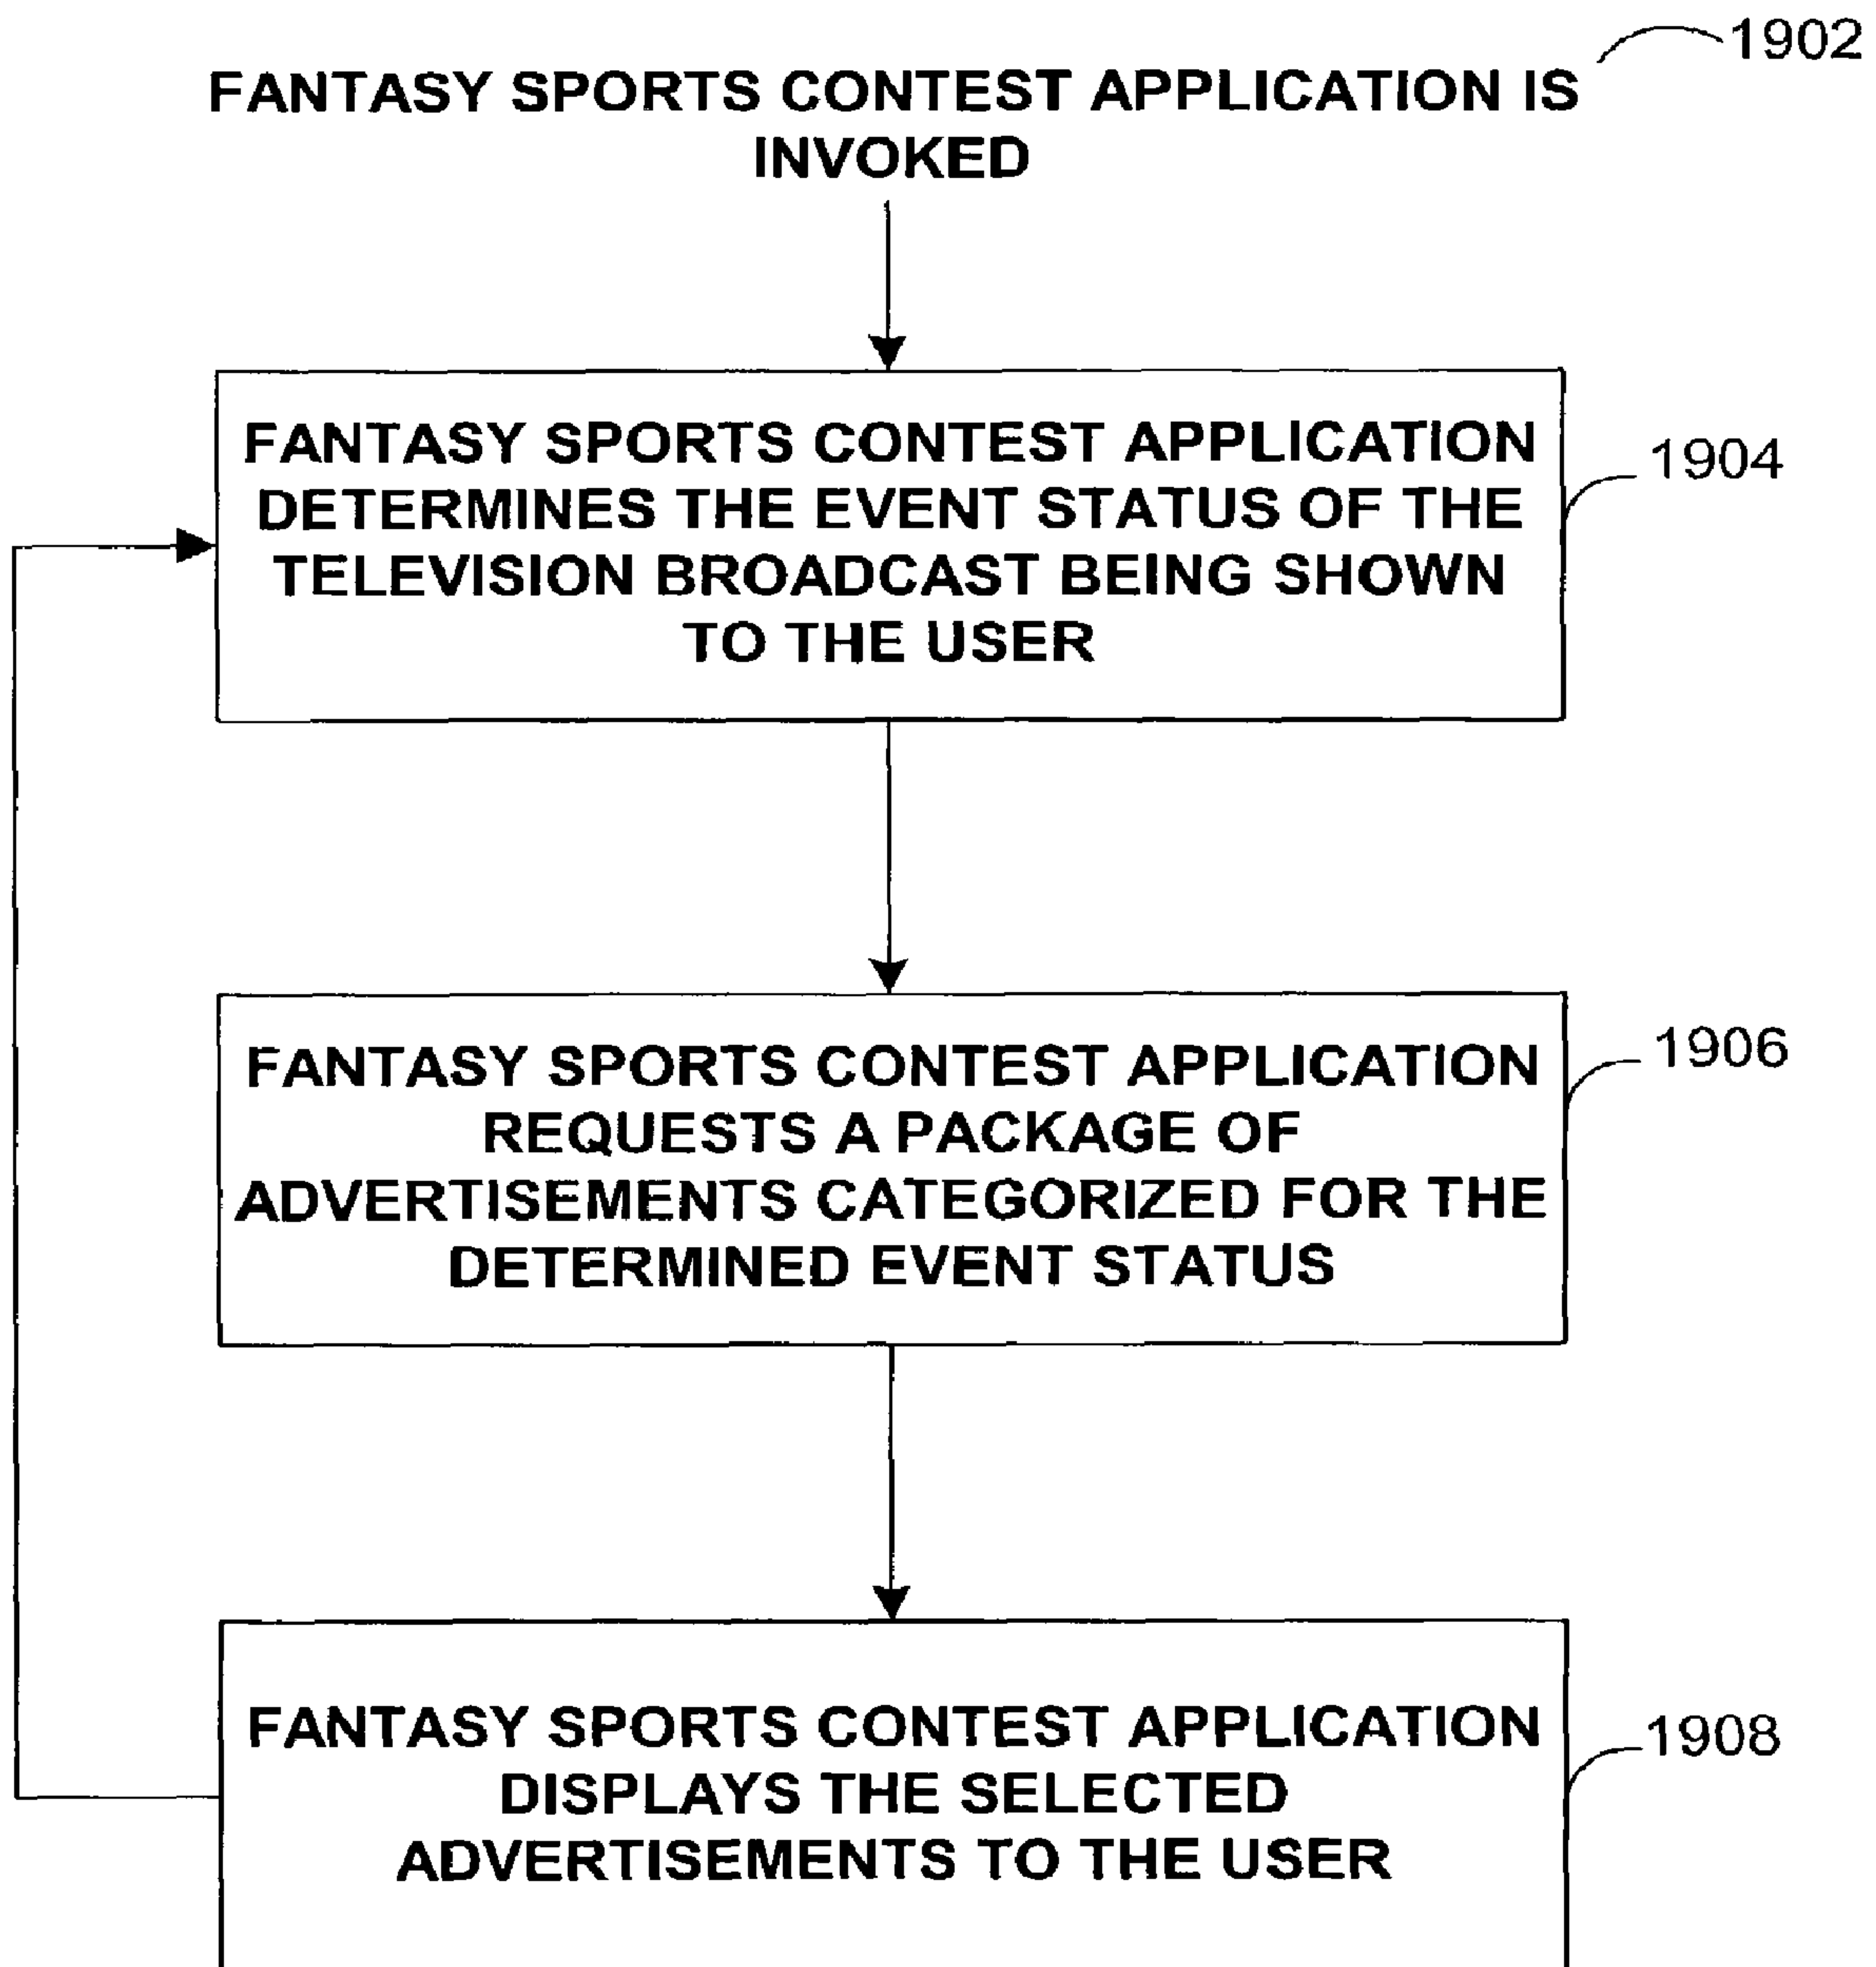 1902
FANTASY SPORTS CONTEST APPLICATION IS
INVOKED
FANTASY SPORTS CONTEST APPLICATION
DETERMINES THE EVENT STATUS OF THE
TELEVISION BROADCAST BEING SHOWN
TO THE USER
1904
FANTASY SPORTS CONTEST APPLICATION
REQUESTS A PACKAGE OF
ADVERTISEMENTS CATEGORIZED FOR THE
DETERMINED EVENT STATUS
1906
FANTASY SPORTS CONTEST APPLICATION
DISPLAYS THE SELECTED
ADVERTISEMENTS TO THE USER
1908